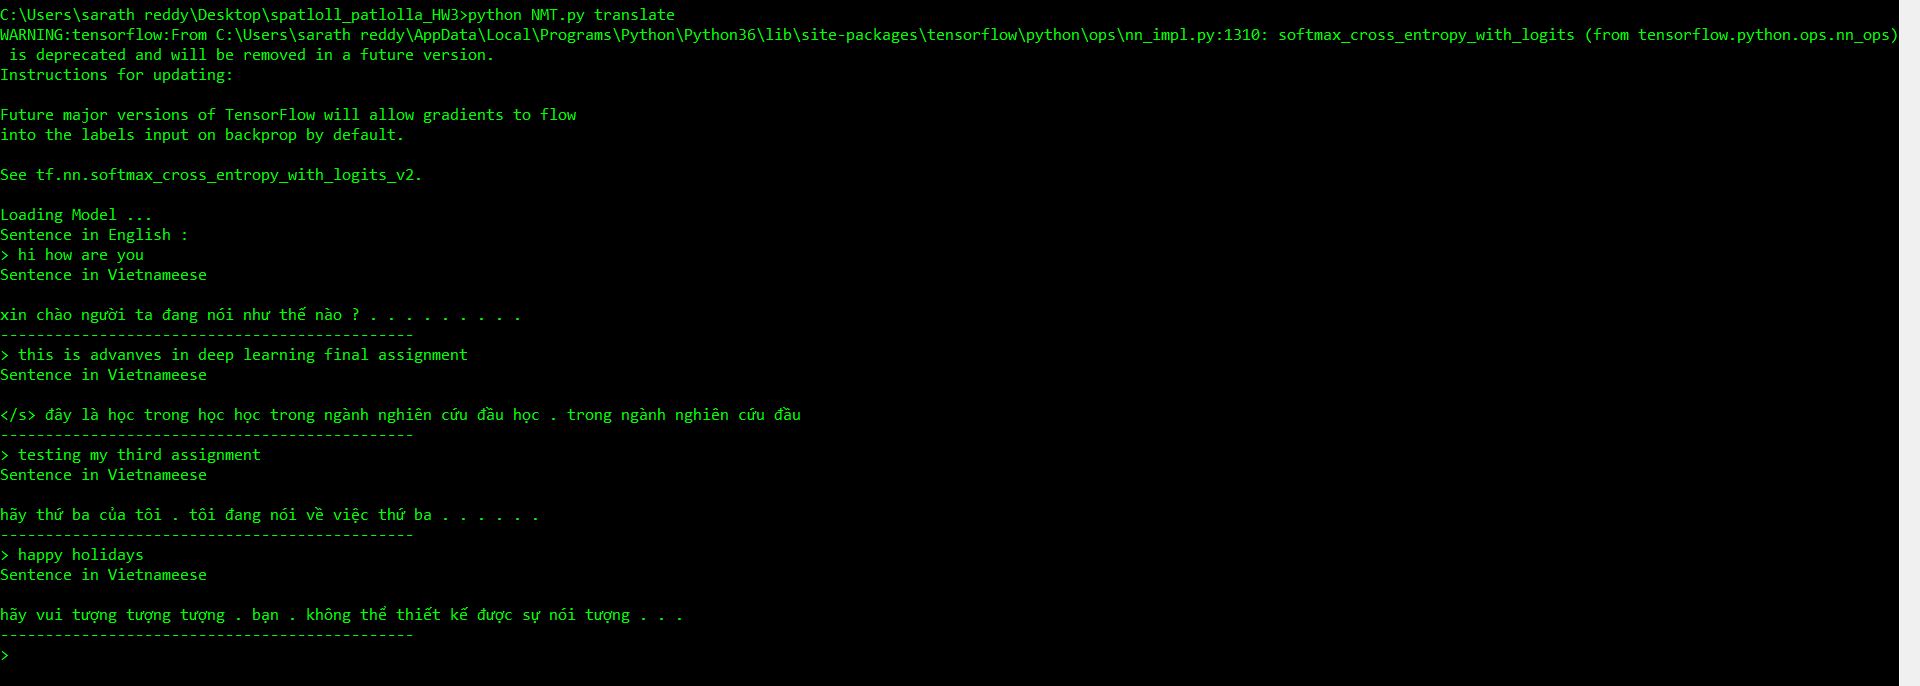 C:\Users\sarath reddy\Desktop\spatloll_patlolla_HW3>python NMT.py translate
WARNING:tensorflow:From C:\Users\sarath reddy\AppData\Local\Programs\Python\Python36\lib\site-packages\tensorflow\python\ops\nn_impl.py:1310: softmax_cross_entropy_with_logits (from tensorflow.python.ops.nn_ops)
is deprecated and will be removed in a future version.
Instructions for updating:
Future major versions of TensorFlow will allow gradients to flow
into the labels input on backprop by default.
See tf.nn.softmax_cross_entropy_with_logits_v2.
Loading Model ...
Sentence in English :
> hi how are you
Sentence in Vietnameese
xin chào người ta đang nói như thế nào ? . . . . . . . . .
----------------------------------------------
> this is advanves in deep learning final assignment
Sentence in Vietnameese
</s> đây là học trong học học trong ngành nghiên cứu đầu học . trong ngành nghiên cứu đầu
----------------------------------------------
> testing my third assignment
Sentence in Vietnameese
hãy thứ ba của tôi . tôi đang nói về việc thứ ba . . . . . .
----------------------------------------------
> happy holidays
Sentence in Vietnameese
hãy vui tượng tượng tượng . bạn . không thể thiết kế được sự nói tượng . . .
----------------------------------------------
>